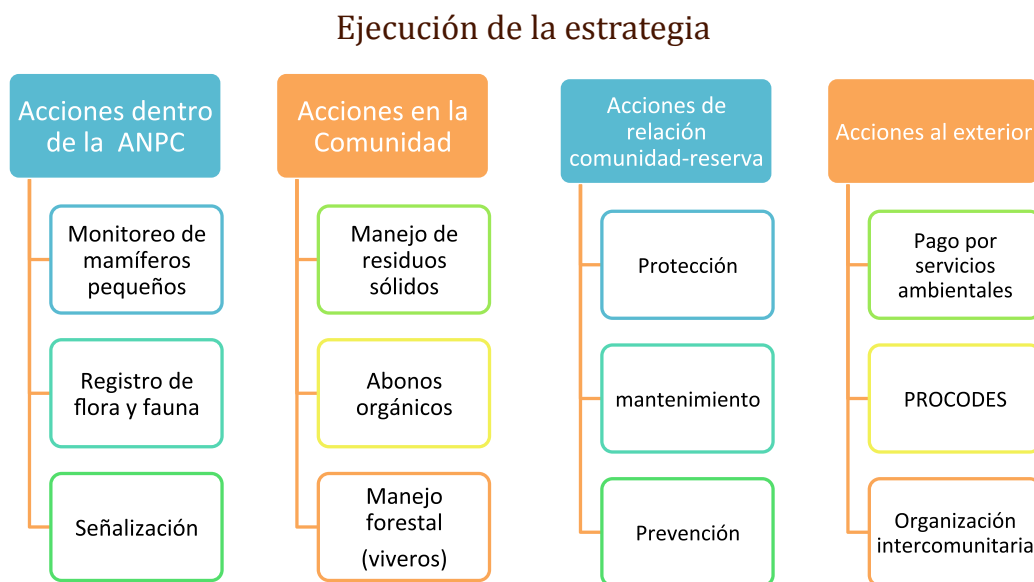 Ejecución de la estrategia
Acciones dentro
de la ANPC
Monitoreo de
mamíferos
pequeños
Registro de
flora y fauna
Señalización
Acciones en la
Comunidad
Manejo de
residuos
sólidos
Abonos
orgánicos
Manejo
forestal
(viveros)
Acciones de
relación
comunidad-reserva
Protección
mantenimiento
Prevención
Acciones al exterior
Pago por
servicios
ambientales
PROCODES
Organización
intercomunitaria